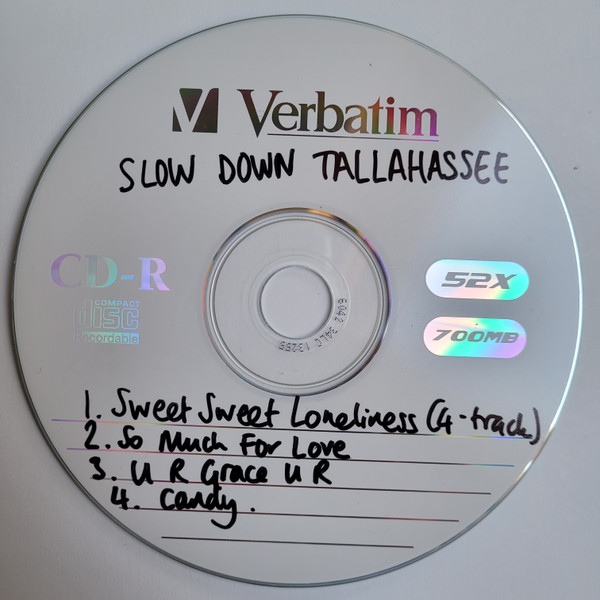 Verbatim
SLOW DOWN TALLAHASSEE
CD-R
52X
COMPACT
disc
Recordable
700MB
1. Sweet Sweet Loneliness (4-track)
2. So Much For Love
3. U R Grace U R
4. Candy.